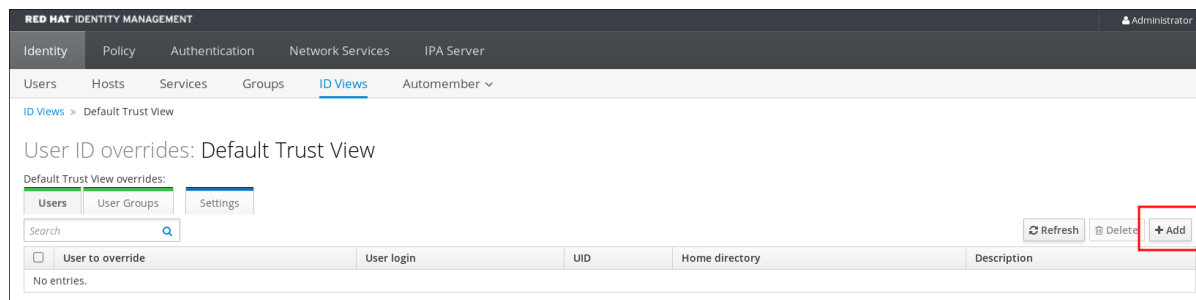 RED HAT® IDENTITY MANAGEMENT Administrator
Identity Policy Authentication Network Services IPA Server
Users Hosts Services Groups ID Views Automember
ID Views » Default Trust View
User ID overrides: Default Trust View
Default Trust View overrides:
Users User Groups Settings
Search Refresh Delete + Add
User to override User login UID Home directory Description
No entries.